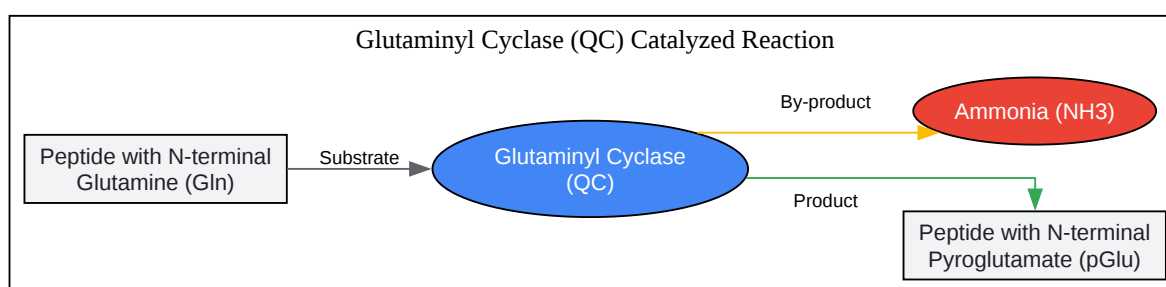 Glutaminyl Cyclase (QC) Catalyzed Reaction
Peptide with N-terminal
Glutamine (Gln)
Substrate
Glutaminyl Cyclase
(QC)
By-product
Ammonia (NH3)
Product
Peptide with N-terminal
Pyroglutamate (pGlu)